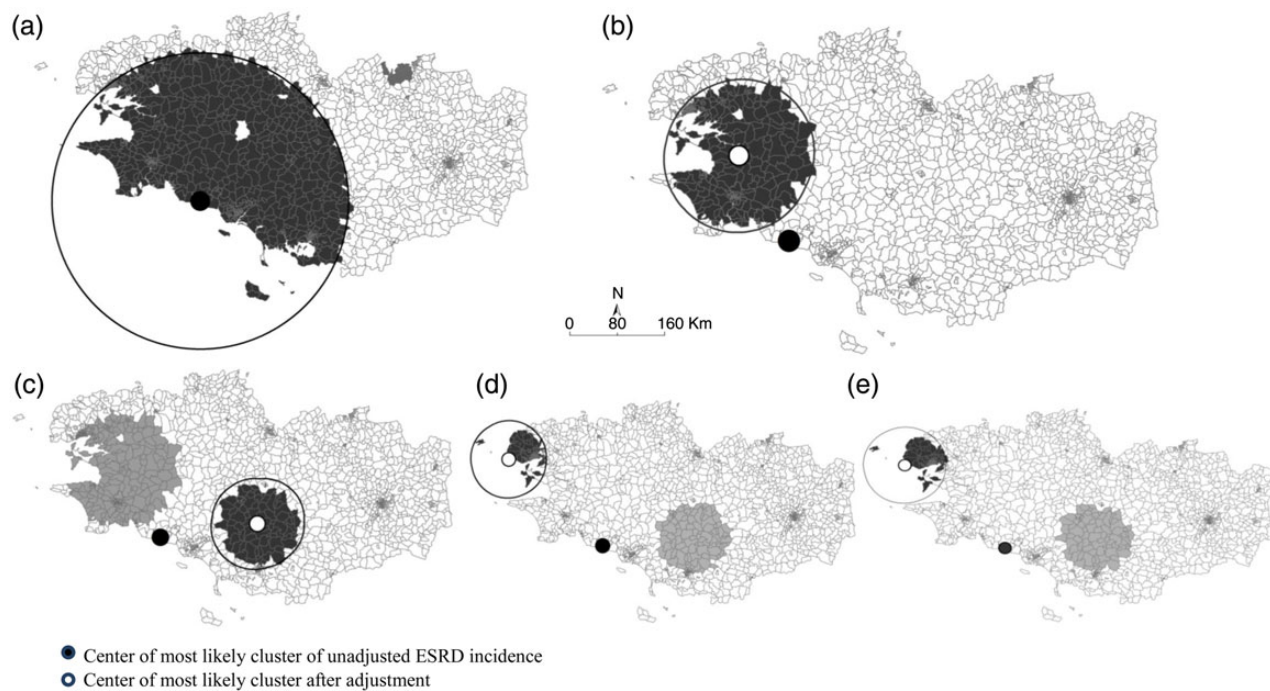 (a)
(b)
N
0 80 160 Km
(c)
(d)
(e)
Center of most likely cluster of unadjusted ESRD incidence
Center of most likely cluster after adjustment